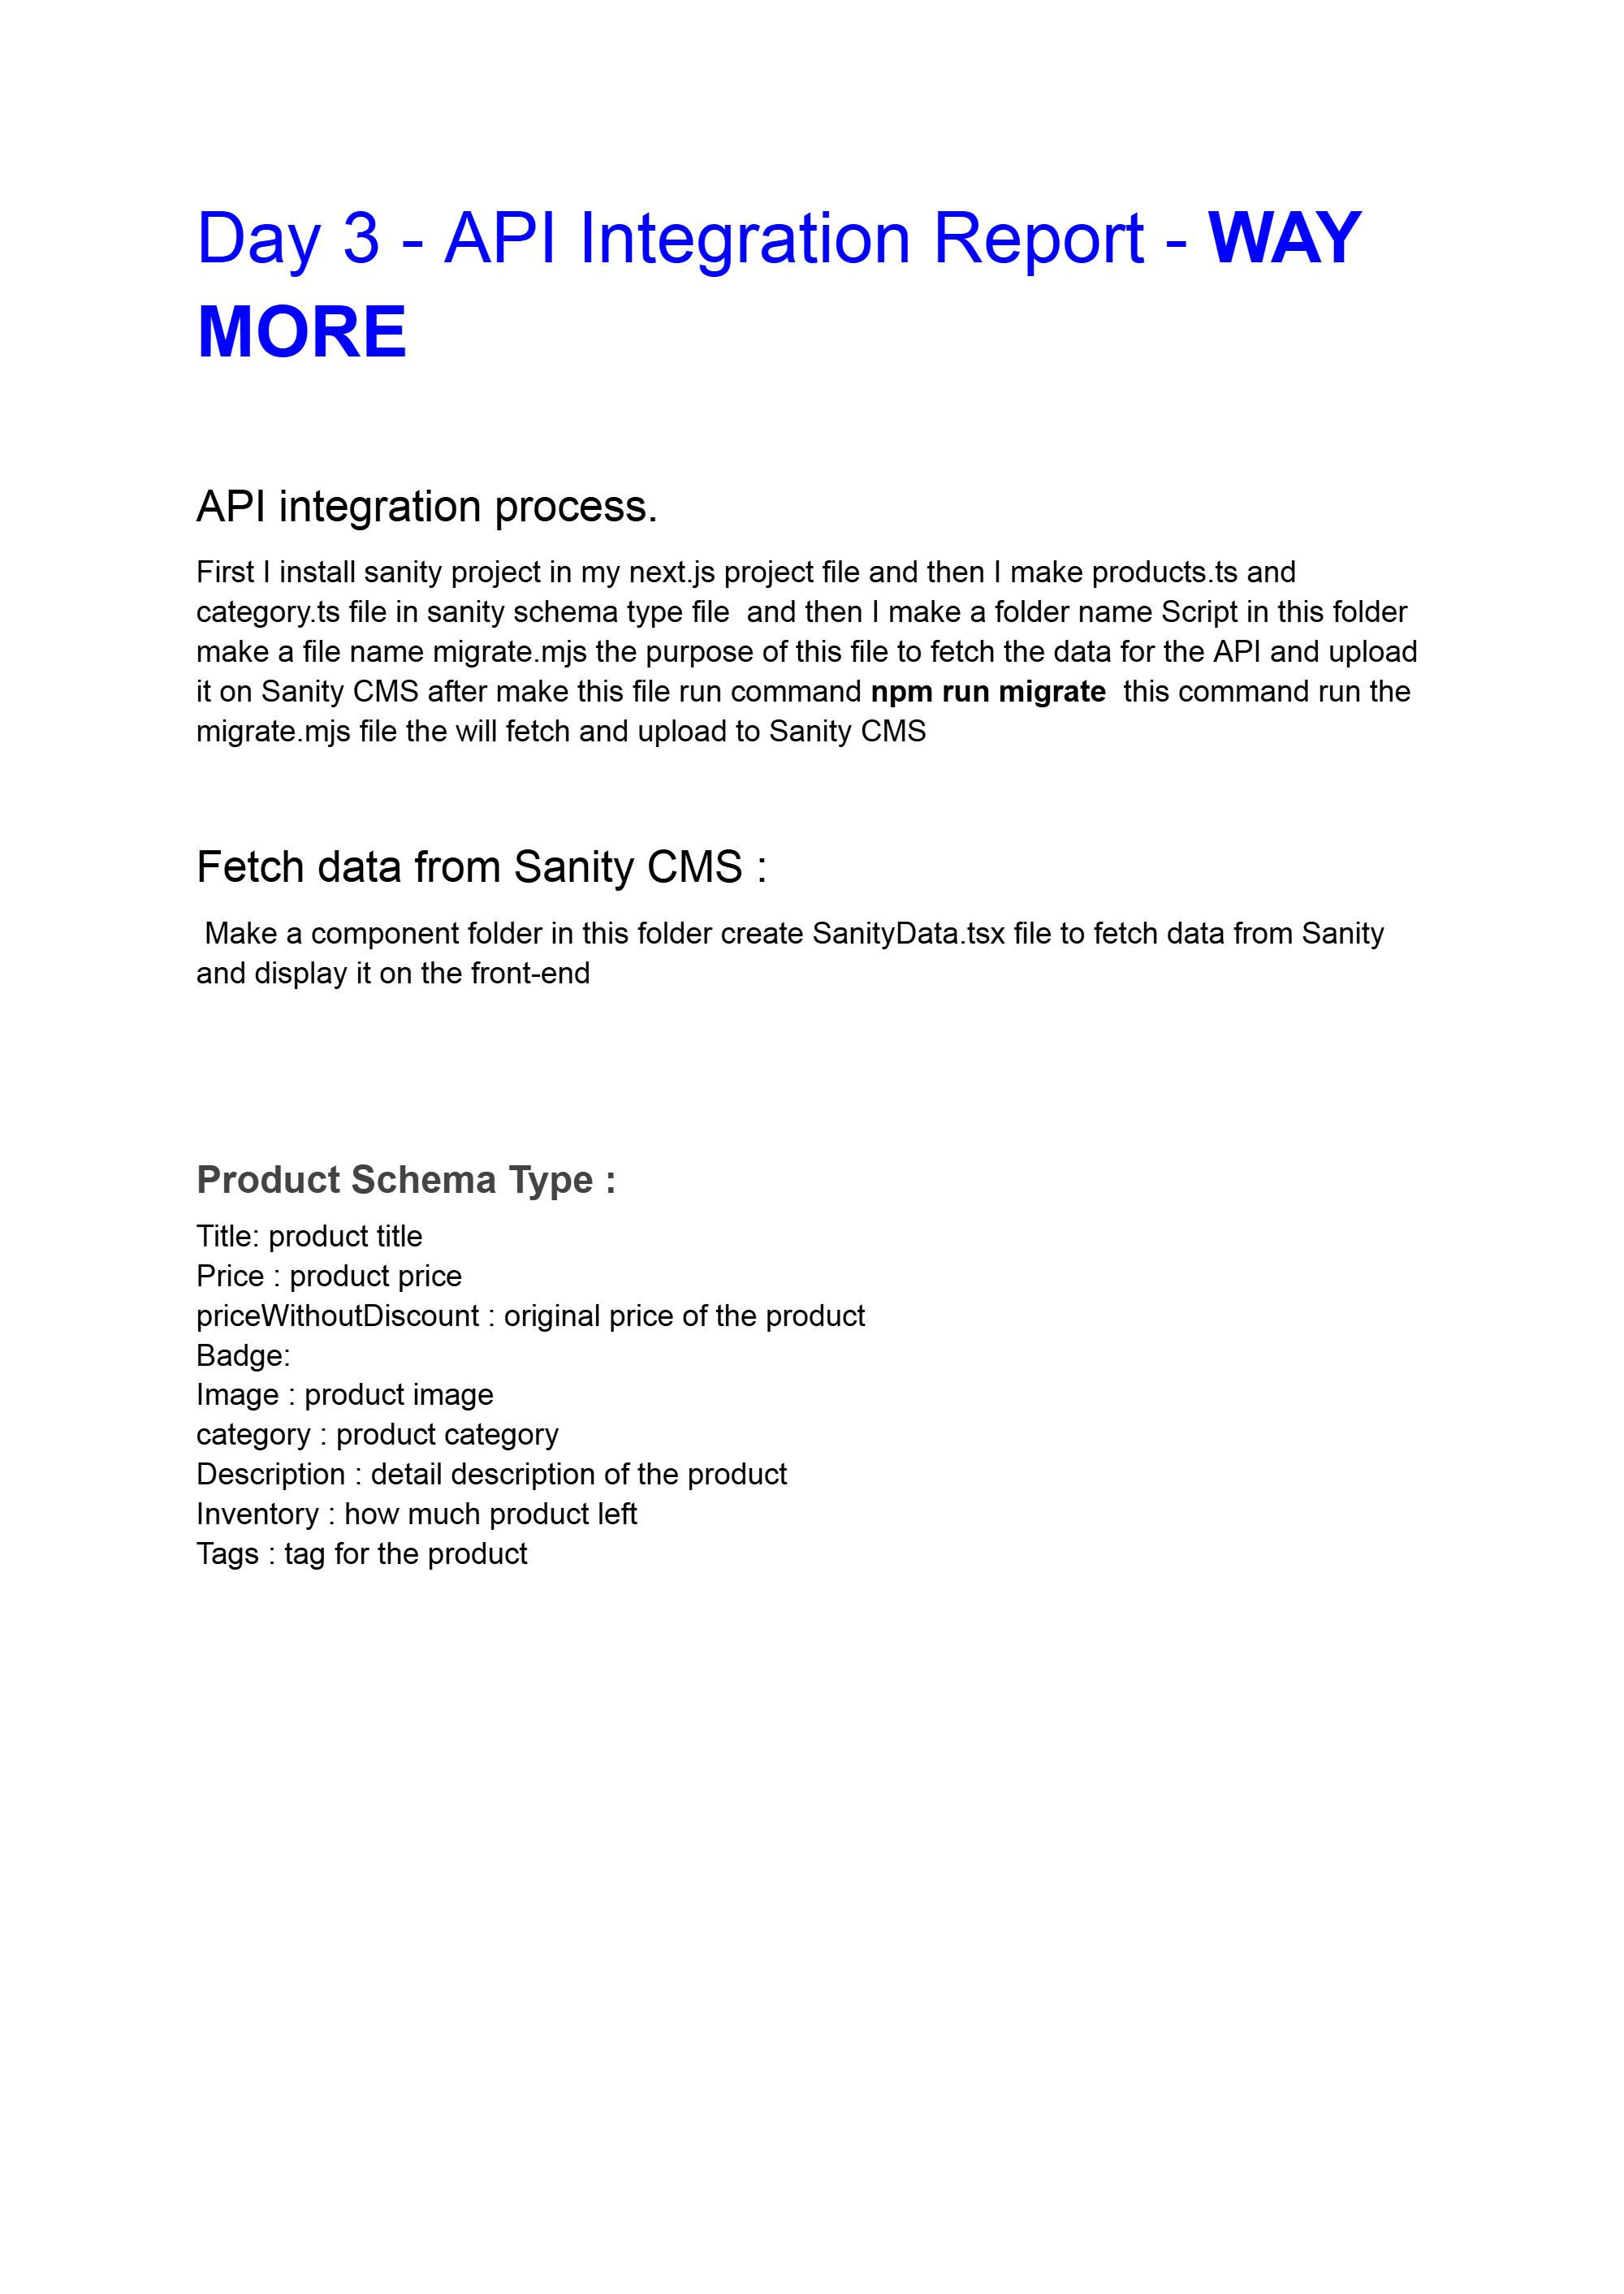 Day 3 - API Integration Report - WAY
MORE
API integration process.
First I install sanity project in my next.js project file and then I make products.ts and
category.ts file in sanity schema type file  and then I make a folder name Script in this folder
make a file name migrate.mjs the purpose of this file to fetch the data for the API and upload
it on Sanity CMS after make this file run command npm run migrate  this command run the
migrate.mjs file the will fetch and upload to Sanity CMS
Fetch data from Sanity CMS :
Make a component folder in this folder create SanityData.tsx file to fetch data from Sanity
and display it on the front-end
Product Schema Type :
Title: product title
Price : product price
priceWithoutDiscount : original price of the product
Badge:
Image : product image
category : product category
Description : detail description of the product
Inventory : how much product left
Tags : tag for the product